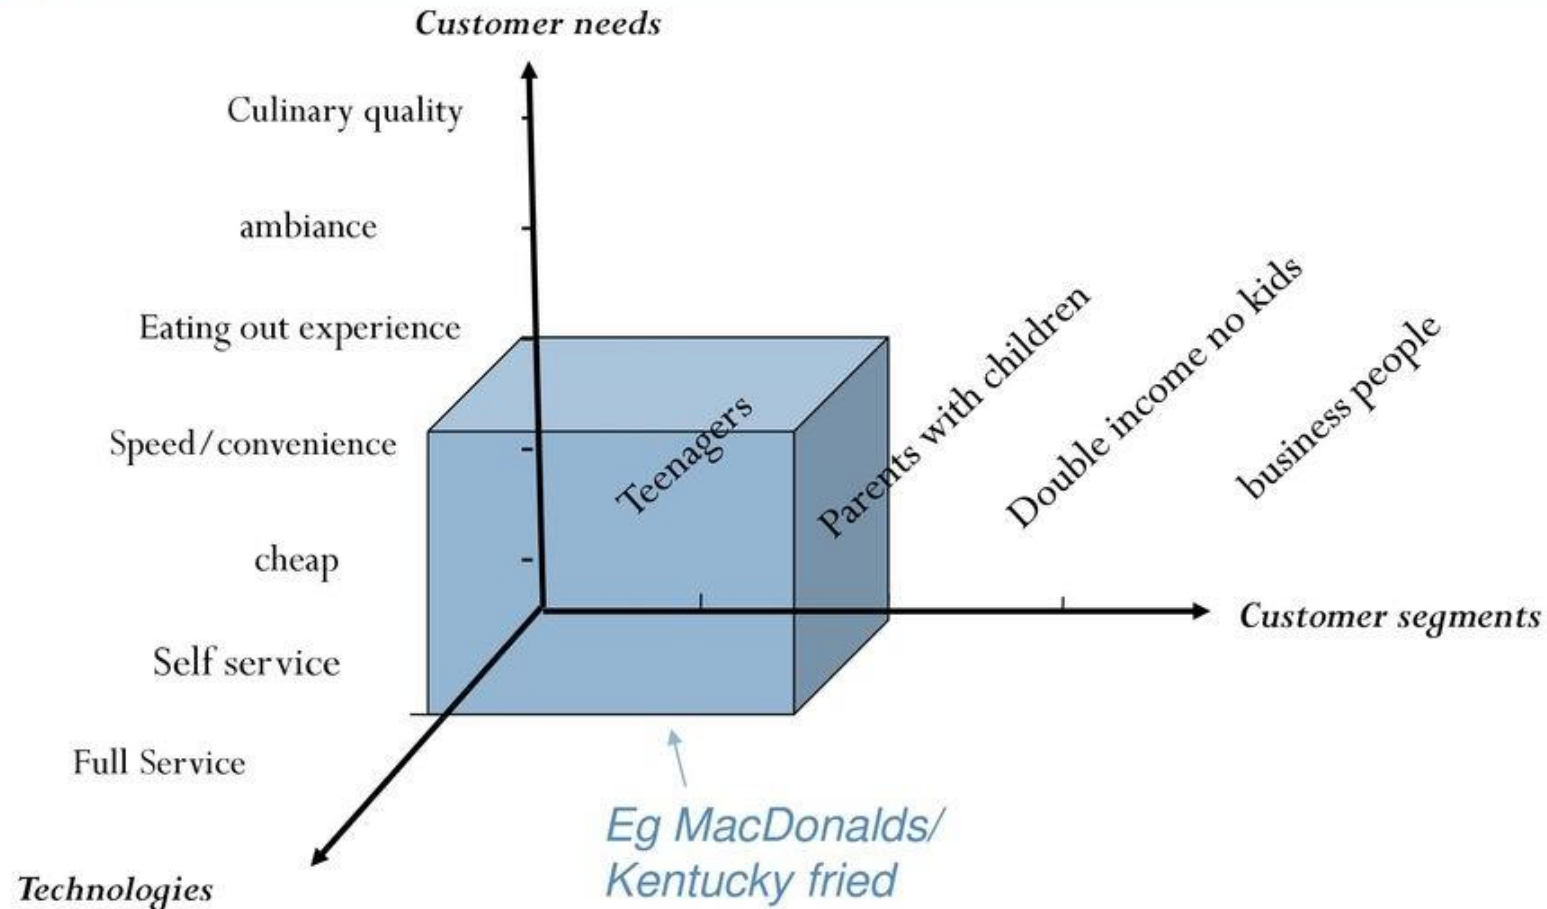 Customer needs
Culinary quality
ambiance
Eating out experience
Speed/convenience
cheap
Self service
Full Service
Technologies
Teenagers
Parents with children
Double income no kids
business people
Customer segments
Eg MacDonalds/
Kentucky fried